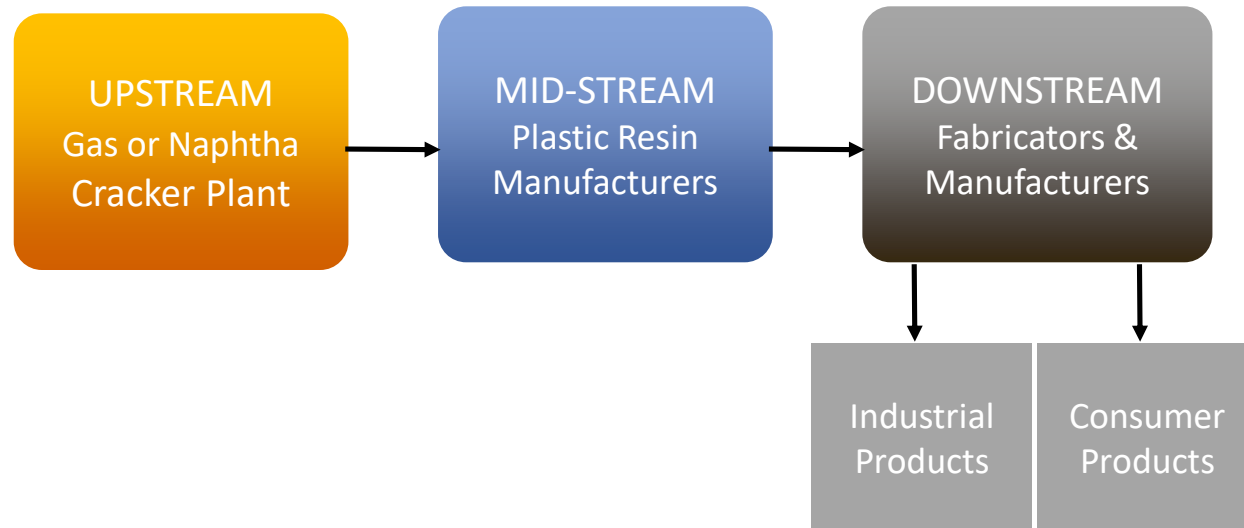 UPSTREAM
Gas or Naphtha
Cracker Plant
MID-STREAM
Plastic Resin
Manufacturers
DOWNSTREAM
Fabricators &
Manufacturers
Industrial
Products
Consumer
Products